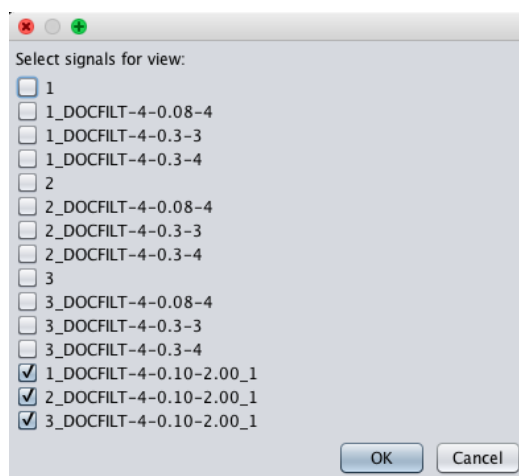 Select signals for view:
1
1_DOCFILT-4-0.08-4
1_DOCFILT-4-0.3-3
1_DOCFILT-4-0.3-4
2
2_DOCFILT-4-0.08-4
2_DOCFILT-4-0.3-3
2_DOCFILT-4-0.3-4
3
3_DOCFILT-4-0.08-4
3_DOCFILT-4-0.3-3
3_DOCFILT-4-0.3-4
1_DOCFILT-4-0.10-2.00_1
2_DOCFILT-4-0.10-2.00_1
3_DOCFILT-4-0.10-2.00_1
OK Cancel